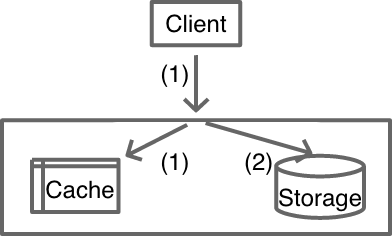 Client
(1)
(1)
(2)
Cache
Storage